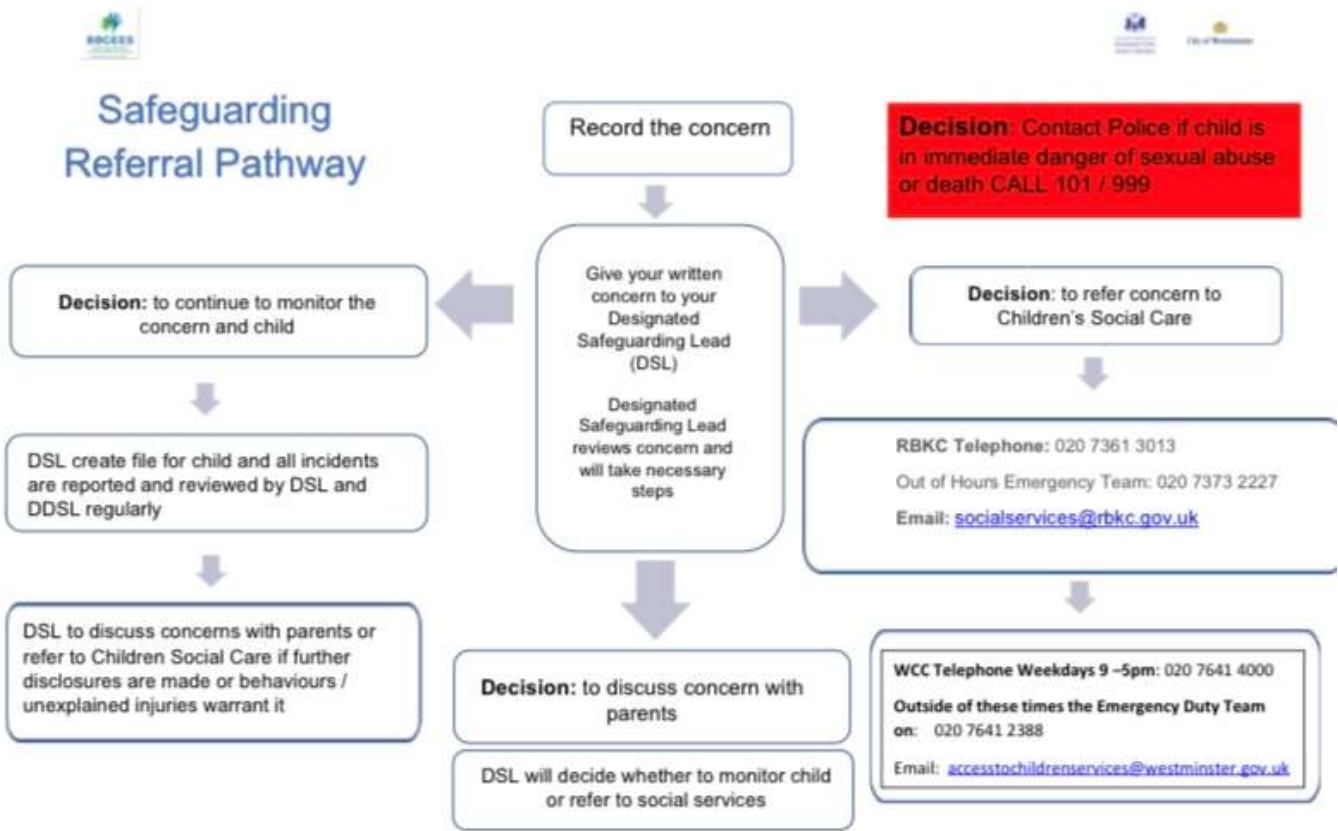 Safeguarding
Referral Pathway
Record the concern
Decision: Contact Police if child is
in immediate danger of sexual abuse
or death CALL 101 / 999
Give your written
concern to your
Designated
Safeguarding Lead
(DSL)
Designated
Safeguarding Lead
reviews concern and
will take necessary
steps
Decision: to continue to monitor the
concern and child
DSL create file for child and all incidents
are reported and reviewed by DSL and
DDSL regularly
DSL to discuss concerns with parents or
refer to Children Social Care if further
disclosures are made or behaviours /
unexplained injuries warrant it
Decision: to discuss concern with
parents
DSL will decide whether to monitor child
or refer to social services
Decision: to refer concern to
Children's Social Care
RBKC Telephone: 020 7361 3013
Out of Hours Emergency Team: 020 7373 2227
Email: socialservices@rbkc.gov.uk
WCC Telephone Weekdays 9 –5pm: 020 7641 4000
Outside of these times the Emergency Duty Team
on: 020 7641 2388
Email: accesstochildrenservices@westminster.gov.uk